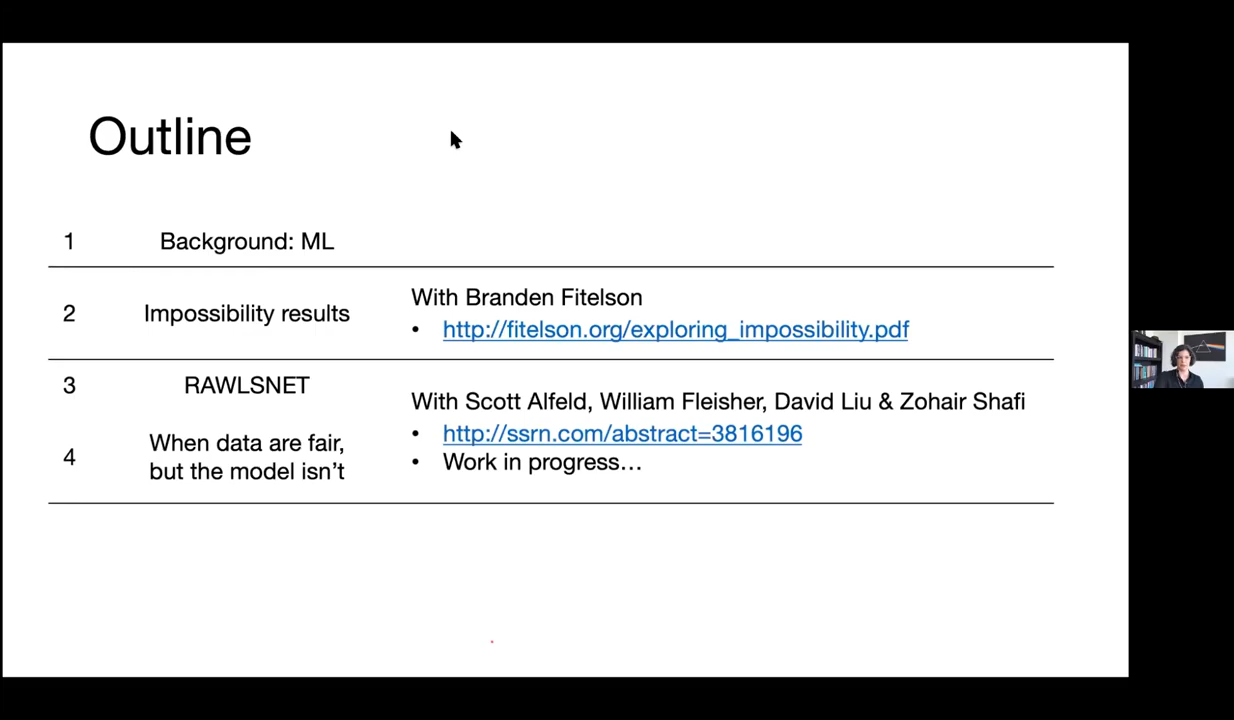 Outline
1 Background: ML
2 Impossibility results
With Branden Fitelson
• http://fitelson.org/exploring_impossibility.pdf
3 RAWLSNET
4 When data are fair,
but the model isn’t
With Scott Alfeld, William Fleisher, David Liu & Zohair Shafi
• http://ssrn.com/abstract=3816196
• Work in progress…